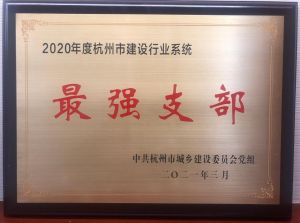 2020年度杭州市建设行业系统
最强支部
中共杭州市城乡建设委员会党组
二〇二一年三月